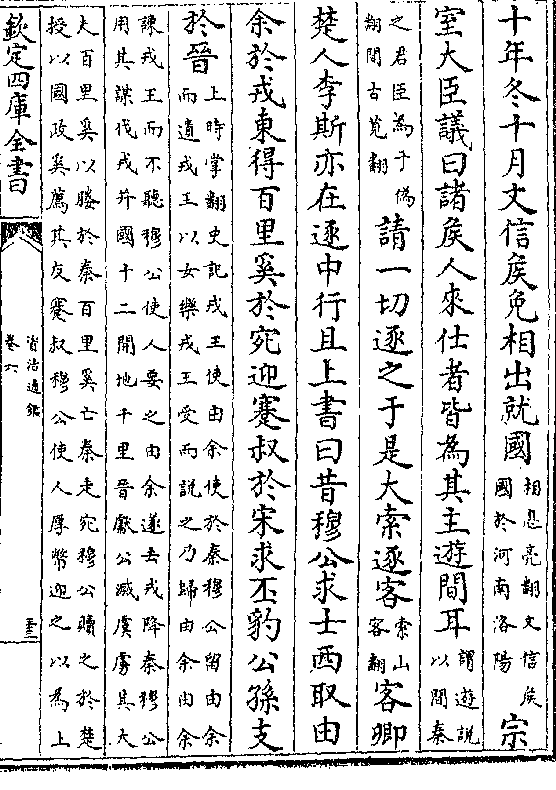 十年冬十月文信矦免相出就國相息亮翻文信矦國於河南洛陽宗
室大臣議曰諸矦人來仕者皆為其主遊間耳謂遊說以間秦
之君臣為于偽翻間古莧翻請一切逐之于是大索逐客索山客翻客卿
楚人李斯亦在逐中行且上書曰昔穆公求士西取由
余於戎東得百里奚於宛迎蹇叔於宋求丕豹公孫支
於晉上時掌翻史記戎王使由余使於秦穆公留由余而遺戎王以女樂戎王受而說之乃歸由余由余
諫戎王而不聽穆公使人要之由余遂去戎降秦穆公用其謀伐戎并國十二開地千里晉獻公滅虞虜其大
夫百里奚以媵於秦百里奚亡秦走宛穆公贖之於楚授以國政奚薦其友蹇叔穆公使人厚幣迎之以為上
欽定四庫全書
資治通鑑
卷六